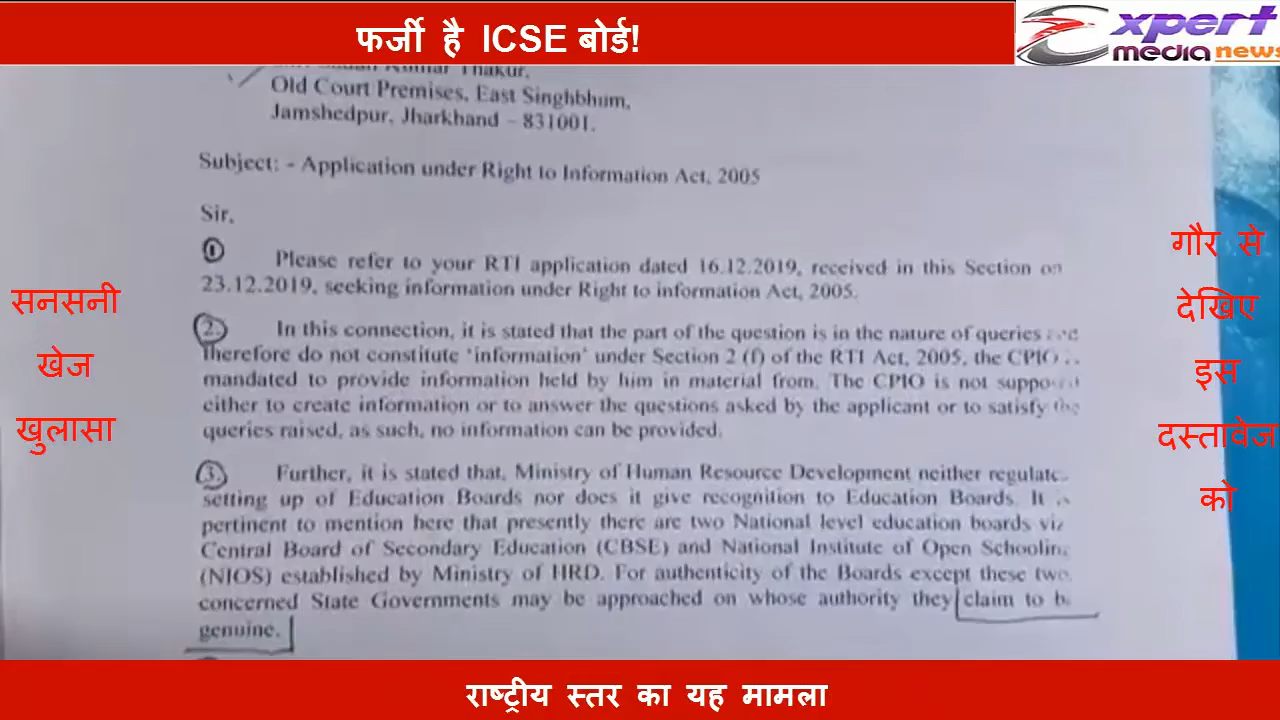 फर्जी है ICSE बोर्ड!
Expert
media news
Kumar Thakur,
Old Court Premises, East Singhbhum,
Jamshedpur, Jharkhand – 831001.
Subject: - Application under Right to Information Act, 2005
Sir,
1 Please refer to your RTI application dated 16.12.2019, received in this Section on
23.12.2019, seeking information under Right to information Act, 2005.
2. In this connection, it is stated that the part of the question is in the nature of queries
Therefore do not constitute 'information' under Section 2 (f) of the RTI Act, 2005, the CPIO
mandated to provide information held by him in material from. The CPIO is not
either to create information or to answer the questions asked by the applicant or to satisfy the
queries raised, as such, no information can be provided.
3. Further, it is stated that, Ministry of Human Resource Development neither regulate
setting up of Education Boards nor does it give recognition to Education Boards. It
pertinent to mention here that presently there are two National level education boards viz
Central Board of Secondary Education (CBSE) and National Institute of Open Schoolin
(NIOS) established by Ministry of HRD. For authenticity of the Boards except these two
concerned State Governments may be approached on whose authority they claim to b
genuine.
सनसनी
खेज
खुलासा
गौर से
देखिए
इस
दस्तावेज
को
राष्ट्रीय स्तर का यह मामला